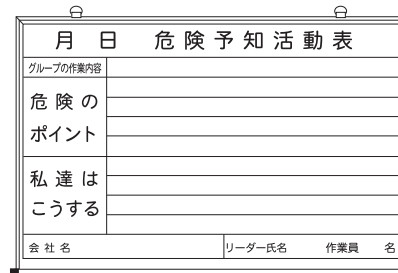 月 日 危険予知活動表
グループの作業内容
危険の
ポイント
私達は
こうする
会社名 リーダー氏名 作業員 名